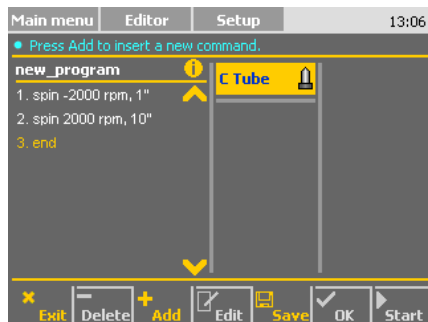 Main menu Editor Setup 13:06
• Press Add to insert a new command.
new_program i
C Tube
1. spin -2000 rpm, 1"
2. spin 2000 rpm, 10"
3. end
Exit Delete Add Edit Save OK Start